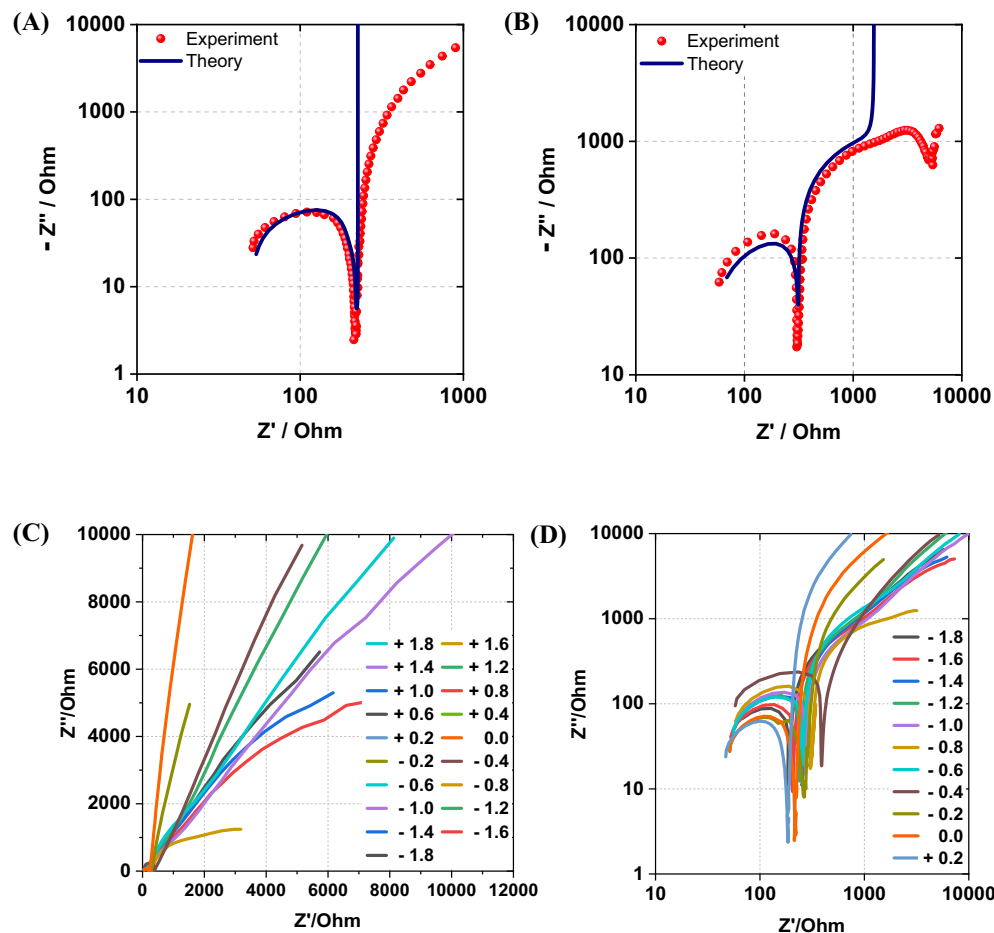 (A)
10000
1000
100
10
1
- Z'' / Ohm
Experiment
Theory
10
100
1000
Z' / Ohm
(B)
10000
1000
100
10
- Z'' / Ohm
Experiment
Theory
10
100
1000
10000
Z' / Ohm
(C)
10000
8000
6000
4000
2000
0
Z''/Ohm
+ 1.8 + 1.6
+ 1.4 + 1.2
+ 1.0 + 0.8
+ 0.6 + 0.4
+ 0.2 0.0
- 0.2 - 0.4
- 0.6 - 0.8
- 1.0 - 1.2
- 1.4 - 1.6
- 1.8
0 2000 4000 6000 8000 10000 12000
Z'/Ohm
(D)
10000
1000
100
10
1
Z''/Ohm
- 1.8
- 1.6
- 1.4
- 1.2
- 1.0
- 0.8
- 0.6
- 0.4
- 0.2
0.0
+ 0.2
10 100 1000 10000
Z'/Ohm